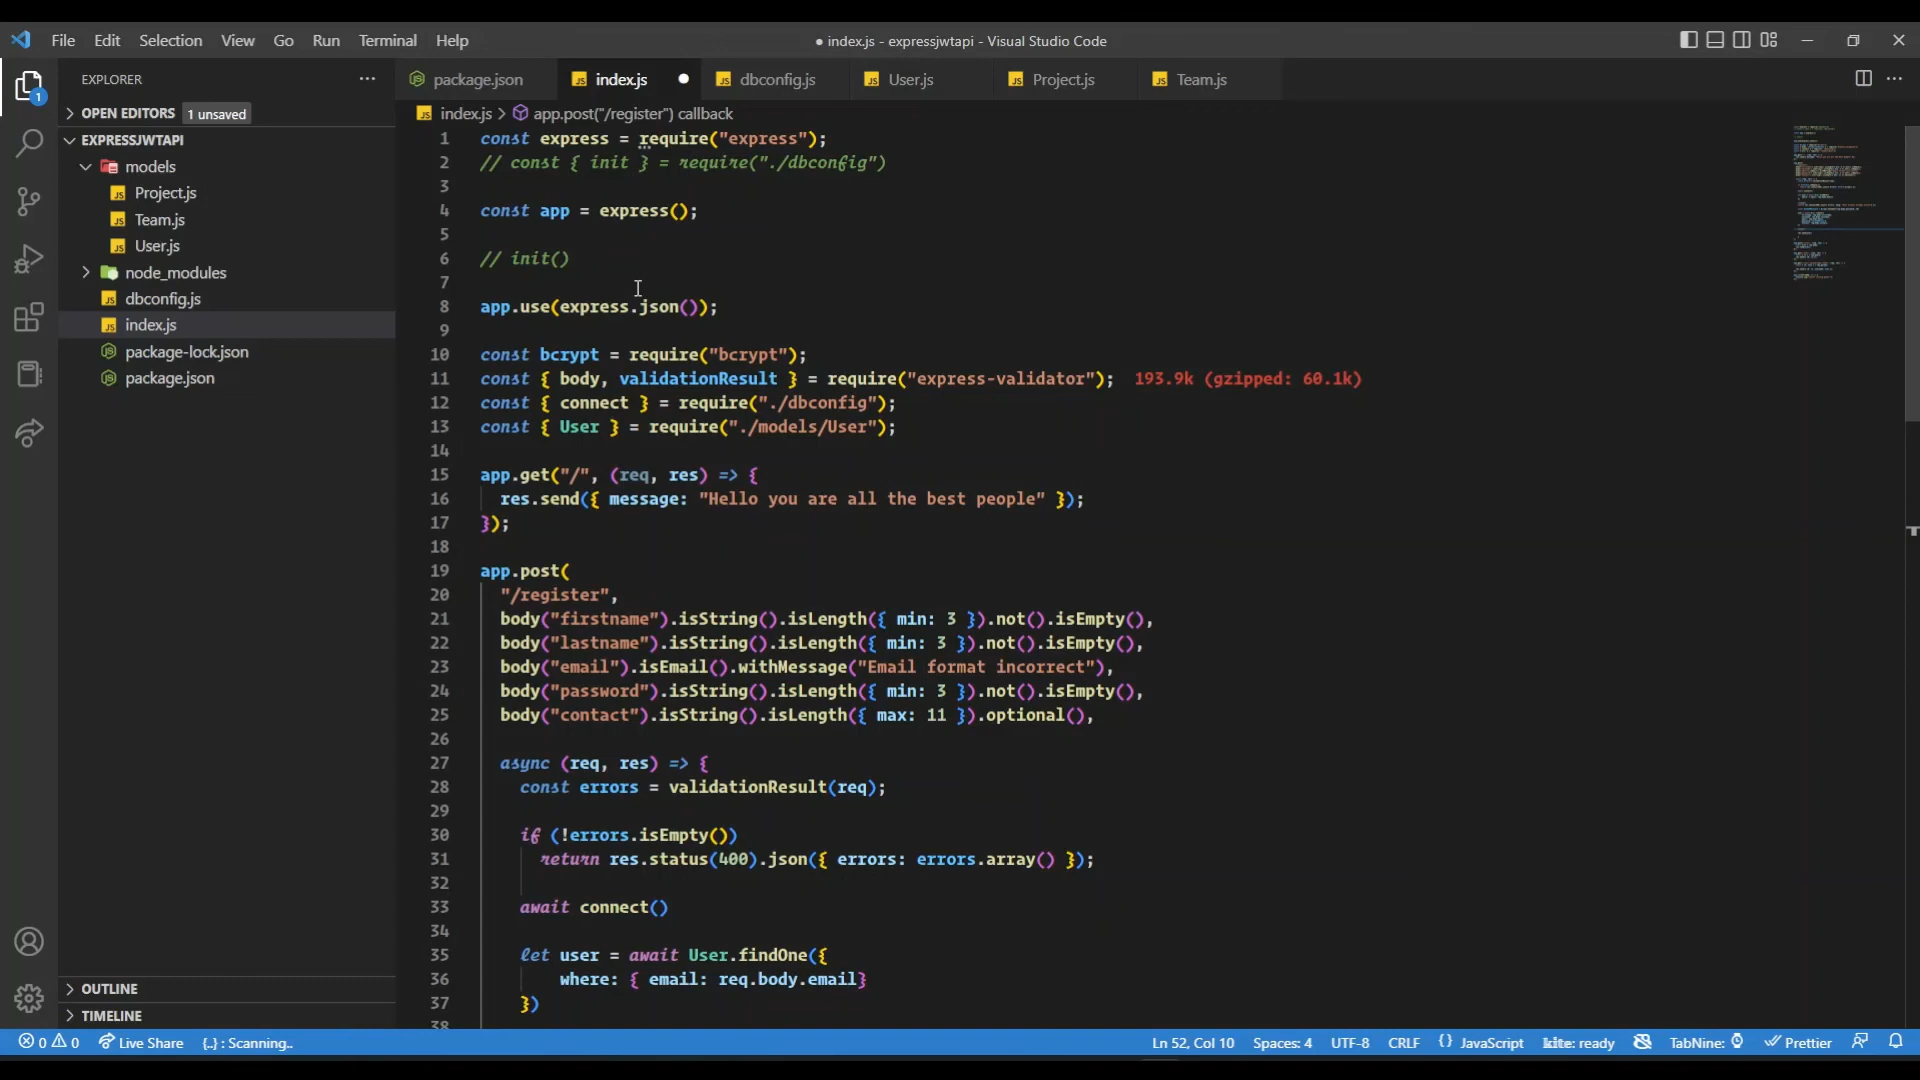 File Edit Selection View Go Run Terminal Help
● index.js - expressjwtapi - Visual Studio Code
EXPLORER
package.json index.js dbconfig.js User.js Project.js Team.js
OPEN EDITORS 1 unsaved
index.js > app.post("/register") callback
EXPRESSJWTAPI
models
Project.js
Team.js
User.js
node_modules
dbconfig.js
index.js
package-lock.json
package.json
OUTLINE
TIMELINE
1
1 const express = require("express");
2 // const { init } = require("./dbconfig")
3
4 const app = express();
5
6 // init()
7
8 app.use(express.json());
9
10 const bcrypt = require("bcrypt");
11 const { body, validationResult } = require("express-validator"); 193.9k (gzipped: 60.1k)
12 const { connect } = require("./dbconfig");
13 const { User } = require("./models/User");
14
15 app.get("/", (req, res) => {
16 res.send({ message: "Hello you are all the best people" });
17 });
18
19 app.post(
20 "/register",
21 body("firstname").isString().isLength({ min: 3 }).not().isEmpty(),
22 body("lastname").isString().isLength({ min: 3 }).not().isEmpty(),
23 body("email").isEmail().withMessage("Email format incorrect"),
24 body("password").isString().isLength({ min: 3 }).not().isEmpty(),
25 body("contact").isString().isLength({ max: 11 }).optional(),
26
27 async (req, res) => {
28 const errors = validationResult(req);
29
30 if (!errors.isEmpty())
31 return res.status(400).json({ errors: errors.array() });
32
33 await connect()
34
35 let user = await User.findOne({
36 where: { email: req.body.email}
37 })
38
0 0 Live Share {..} : Scanning..
Ln 52, Col 10 Spaces: 4 UTF-8 CRLF {} JavaScript kite: ready TabNine: Prettier